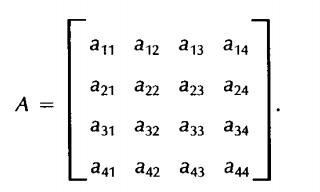 a₁₁ a₁₂ a₁₃ a₁₄
a₂₁ a₂₂ a₂₃ a₂₄
A = [ ].
a₃₁ a₃₂ a₃₃ a₃₄
a₄₁ a₄₂ a₄₃ a₄₄